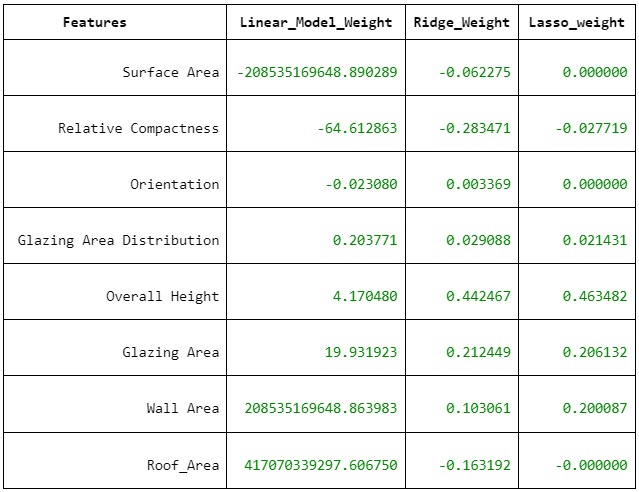 Features Linear_Model_Weight Ridge_Weight Lasso_weight
Surface Area -208535169648.890289 -0.062275 0.000000
Relative Compactness -64.612863 -0.283471 -0.027719
Orientation -0.023080 0.003369 0.000000
Glazing Area Distribution 0.203771 0.029088 0.021431
Overall Height 4.170480 0.442467 0.463482
Glazing Area 19.931923 0.212449 0.206132
Wall Area 208535169648.863983 0.103061 0.200087
Roof_Area 417070339297.606750 -0.163192 -0.000000